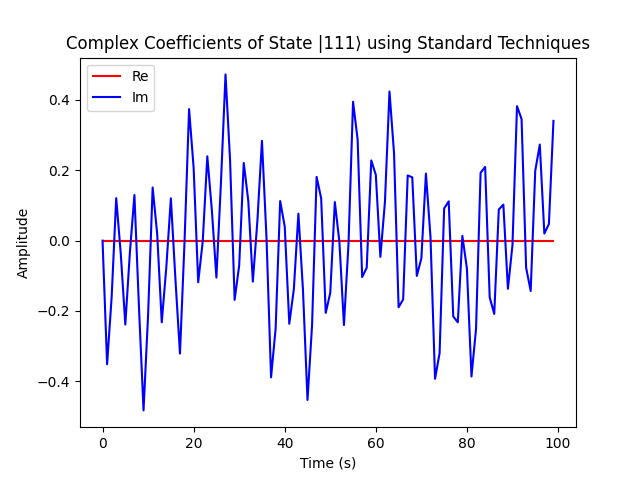 Complex Coefficients of State |111⟩ using Standard Techniques
Re
Im
0.4
0.2
0.0
−0.2
−0.4
Amplitude
0
20
40
60
80
100
Time (s)